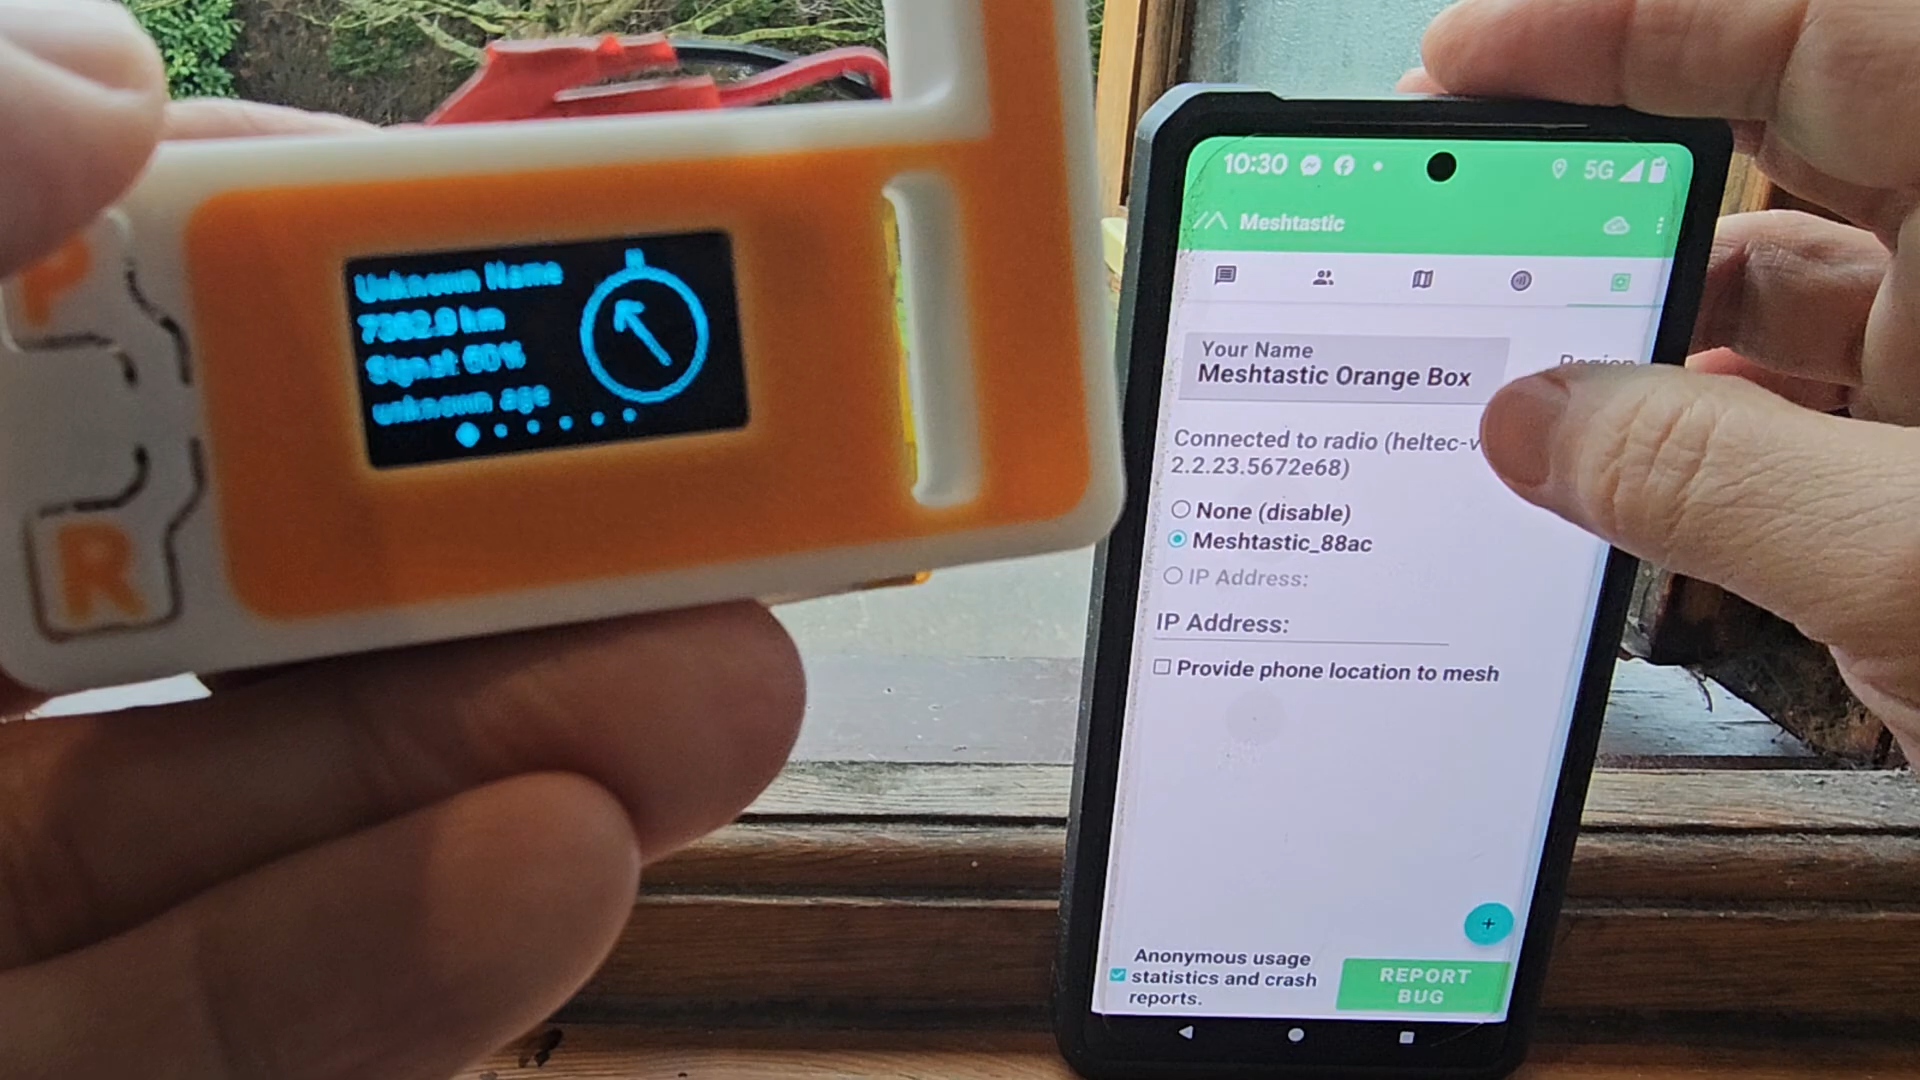 Unknown Name
km
Signal: 60%
unknown age
P
R
10:30
5G
Meshtastic
Your Name
Meshtastic Orange Box
Region
Connected to radio (heltec-v
2.2.23.5672e68)
None (disable)
Meshtastic_88ac
IP Address:
IP Address:
Provide phone location to mesh
Anonymous usage
statistics and crash
reports.
REPORT
BUG